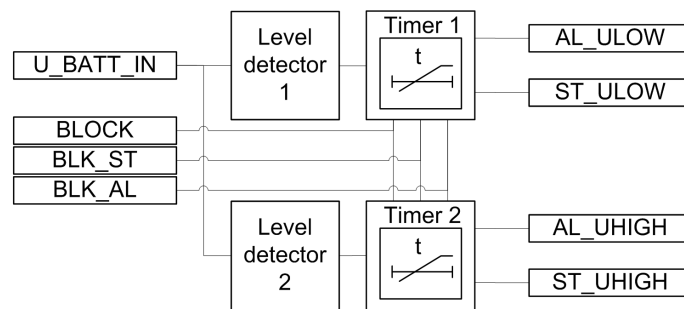 U_BATT_IN
BLOCK
BLK_ST
BLK_AL
Level
detector
1
Timer 1
t
AL_ULOW
ST_ULOW
Level
detector
2
Timer 2
t
AL_UHIGH
ST_UHIGH